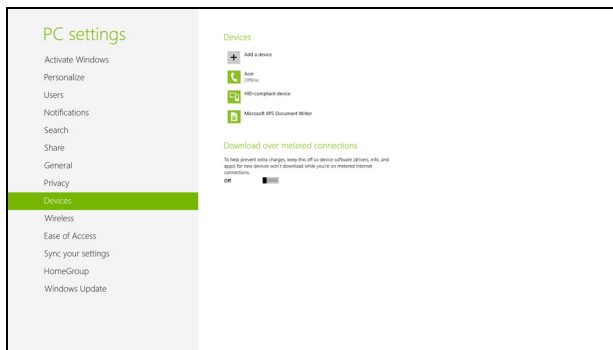 PC settings
Activate Windows
Personalize
Users
Notifications
Search
Share
General
Privacy
Devices
Wireless
Ease of Access
Sync your settings
HomeGroup
Windows Update
Devices
Add a device
Acer
Offline
HID-compliant device
Microsoft XPS Document Writer
Download over metered connections
To help prevent extra charges, keep this off so device software (drivers, info, and
apps) for new devices won't download while you're on metered Internet
connections.
Off